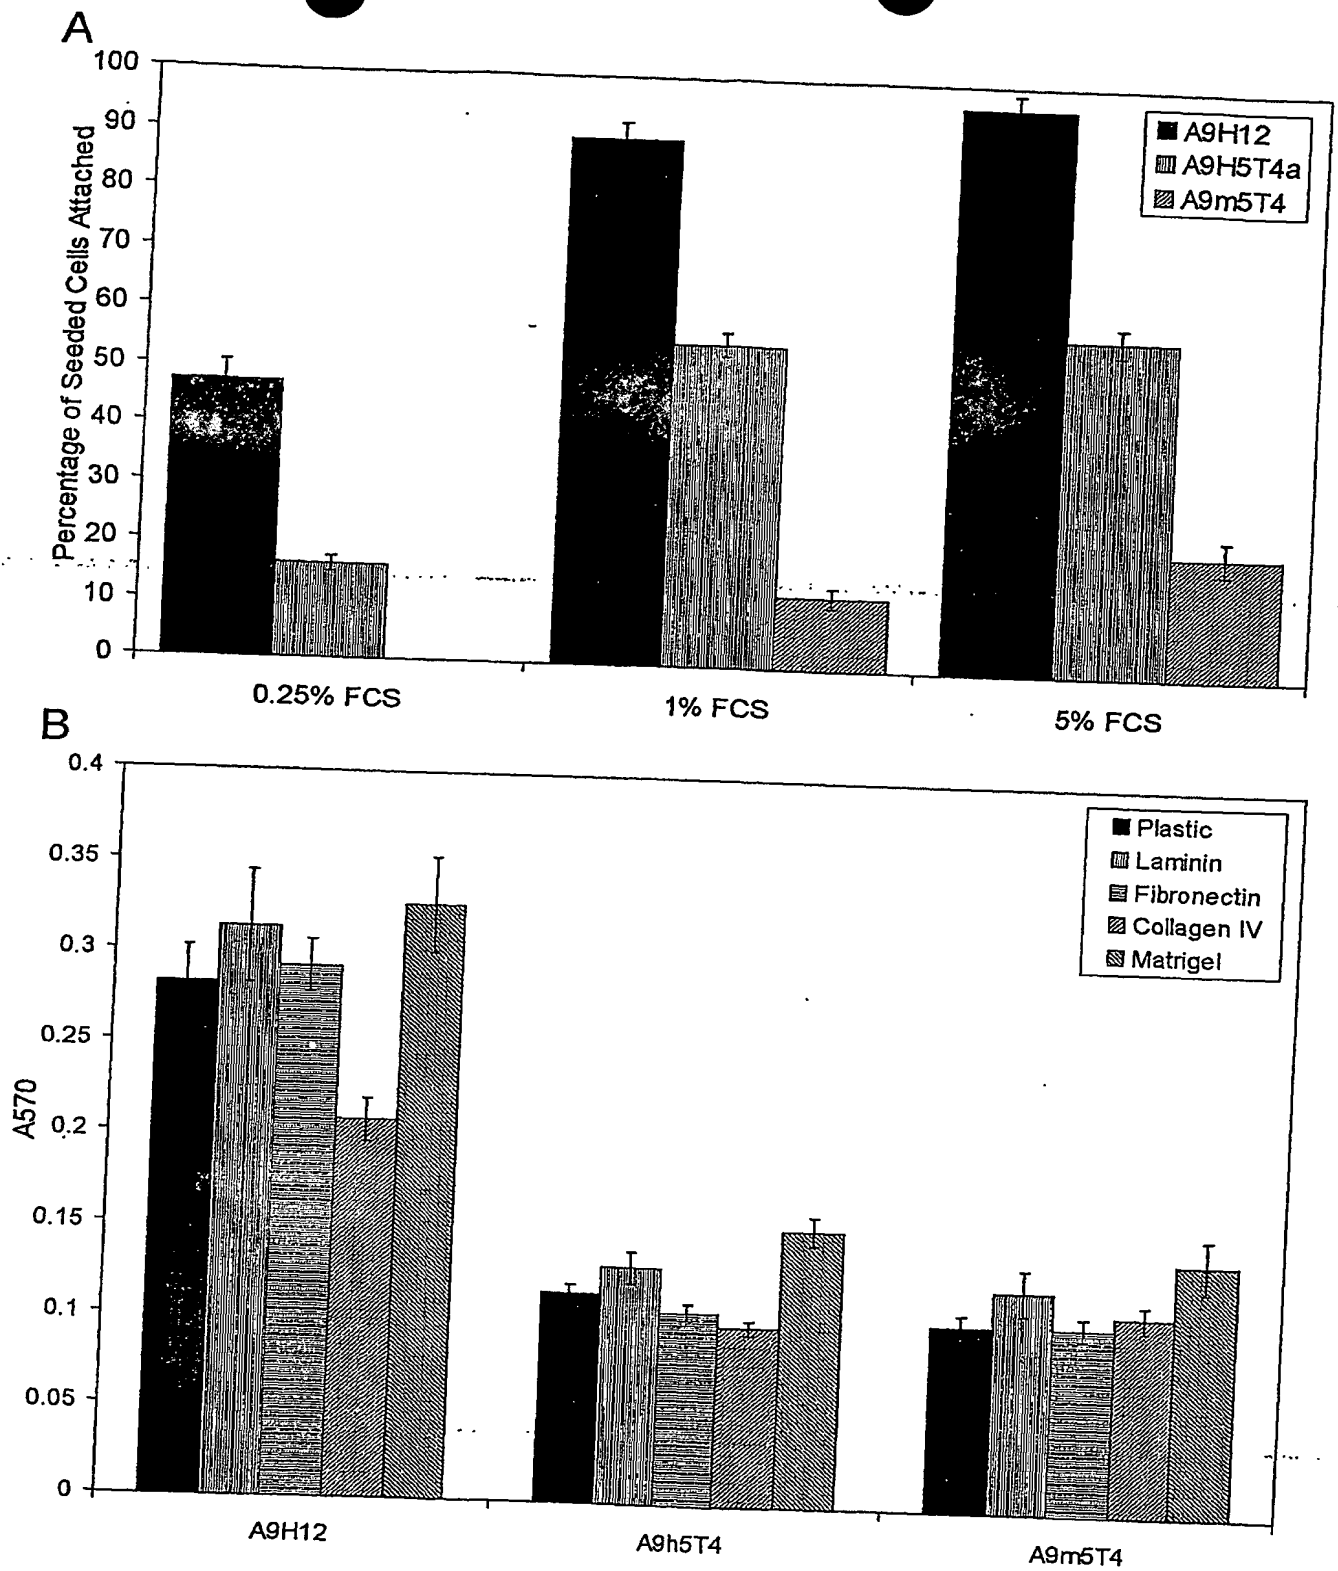 A
100
90
80
70
60
50
40
30
20
10
0
Percentage of Seeded Cells Attached
A9H12
A9H5T4a
A9m5T4
0.25% FCS
1% FCS
5% FCS
B
0.4
0.35
0.3
0.25
0.2
0.15
0.1
0.05
0
A570
Plastic
Laminin
Fibronectin
Collagen IV
Matrigel
A9H12
A9h5T4
A9m5T4